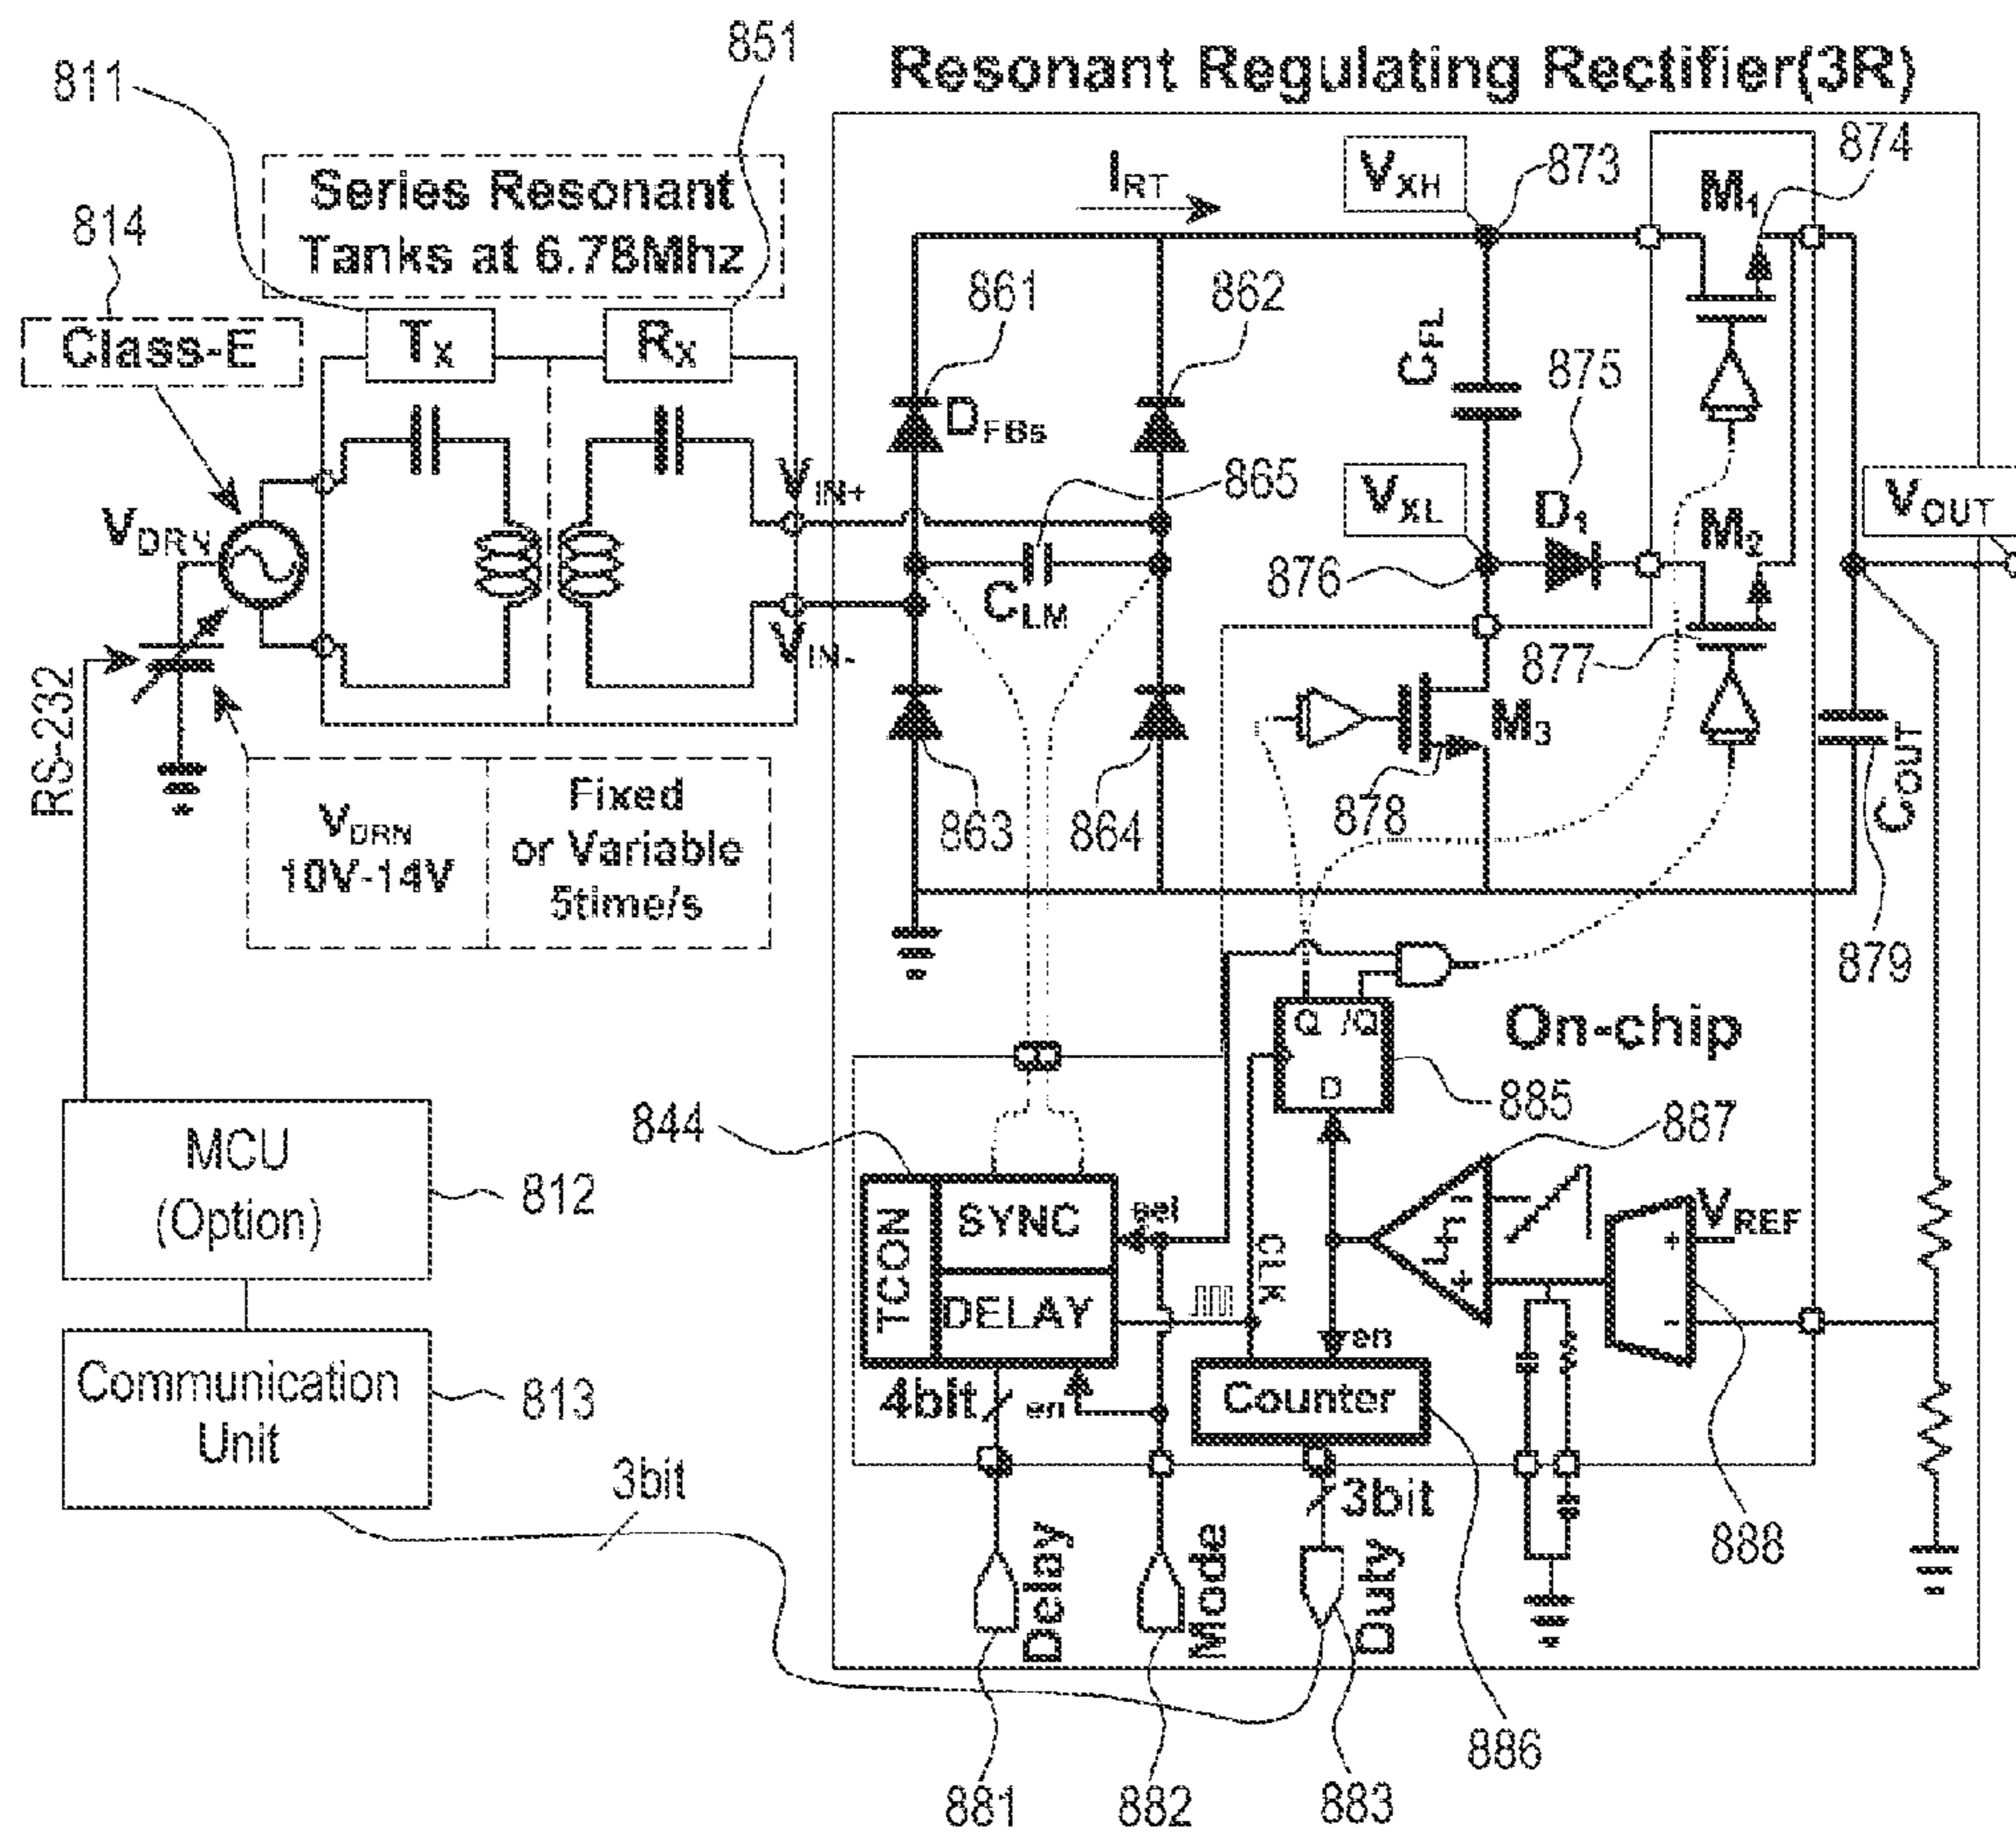 851
Resonant Regulating Rectifier(3R)
811
Series Resonant
Tanks at 6.78Mhz
814
Class-E
TX
RX
IRT
VXH
873
874
M1
861
862
DFBs
CFL
875
D1
VIN+
865
VXL
M2
VOUT
VDRN
876
CLM
VIN-
877
RS-232
M3
878
863
864
COUT
VDRN
10V-14V
Fixed
or Variable
5time/s
879
Q /Q
On-chip
D
885
887
844
MCU
(Option)
812
TCON
SYNC
DELAY
sel
CLK
VREF
+
-
+
-
en
Communication
Unit
813
4bit
en
Counter
3bit
3bit
888
Delay
Mode
Duty
886
881
882
883